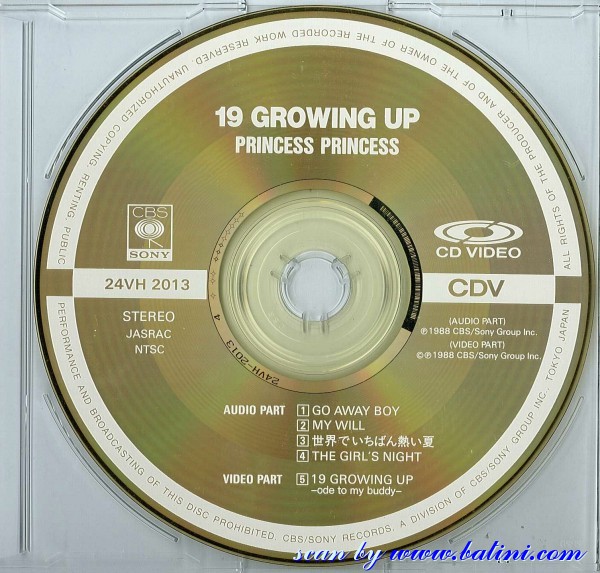 19 GROWING UP
PRINCESS PRINCESS
CBS
SONY
CD VIDEO
24VH 2013
CDV
STEREO
JASRAC
NTSC
(AUDIO PART)
Ⓟ1988 CBS/Sony Group Inc.
(VIDEO PART)
©Ⓟ1988 CBS/Sony Group Inc.
24VH-2013
4
AUDIO PART
1 GO AWAY BOY
2 MY WILL
3 世界でいちばん熱い夏
4 THE GIRL'S NIGHT
VIDEO PART
5 19 GROWING UP
–ode to my buddy–
ALL RIGHTS OF THE PRODUCER AND OF THE OWNER OF THE RECORDED WORK RESERVED. UNAUTHORIZED COPYING, RENTING, PUBLIC
PERFORMANCE AND BROADCASTING OF THIS DISC PROHIBITED. CBS/SONY RECORDS. A DIVISION OF CBS/SONY GROUP INC. TOKYO JAPAN
scan by www.batini.com